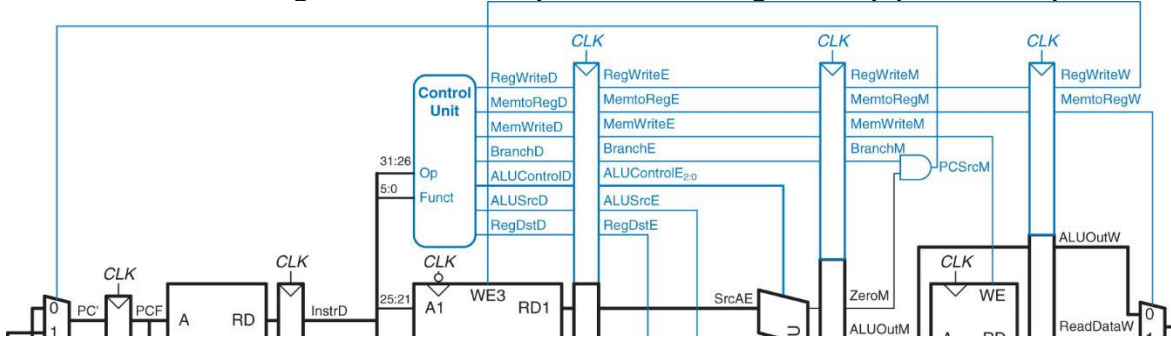 CLK CLK CLK
RegWriteD RegWriteE RegWriteM RegWriteW
Control Unit
MemtoRegD MemtoRegE MemtoRegM MemtoRegW
MemWriteD MemWriteE MemWriteM
BranchD BranchE BranchM
31:26 Op
PCSrcM
ALUControlD ALUControlE2:0
5:0 Funct
ALUSrcD ALUSrcE
RegDstD RegDstE
ALUOutW
CLK CLK CLK CLK
0 PC' PCF A RD InstrD 25:21 A1 WE3 RD1 SrcAE ZeroM WE 0
1 U ALUOutM ReadDataW